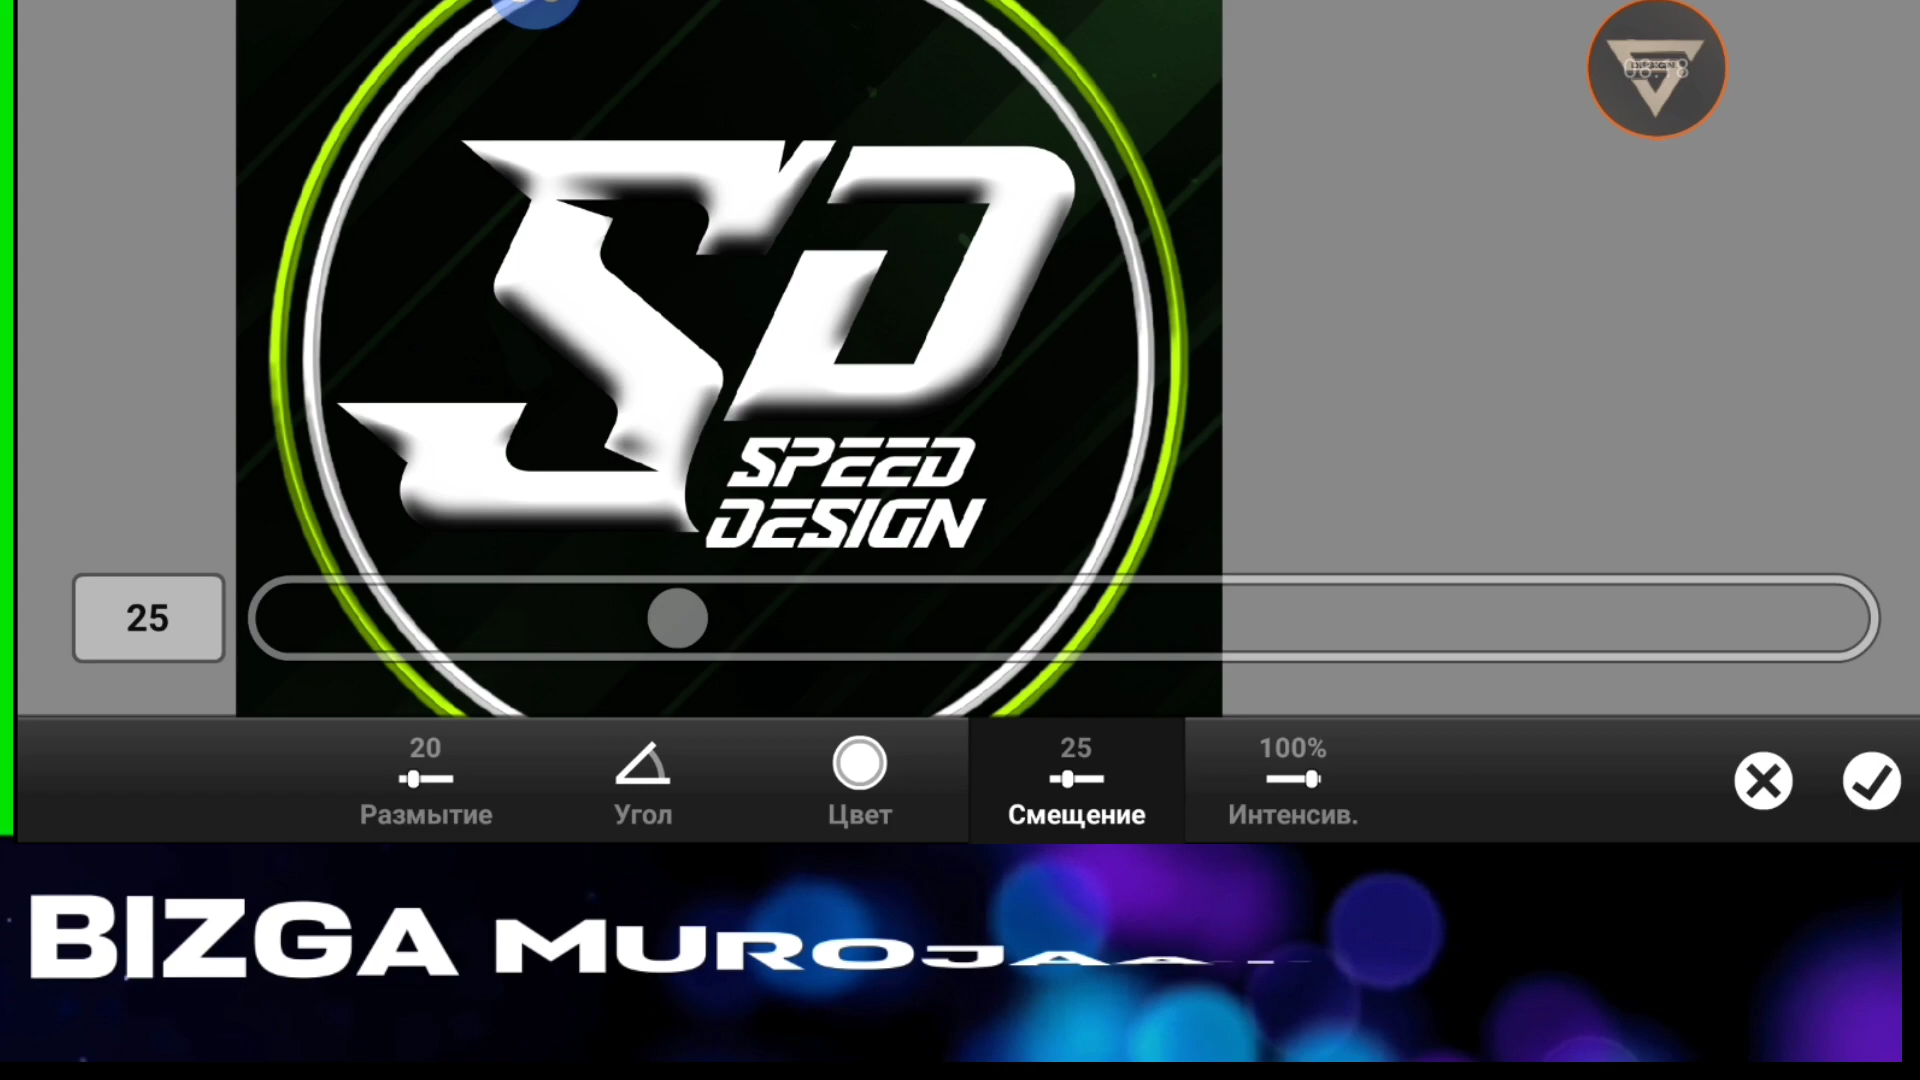 SD
SPEED
DESIGN
25
20
25
100%
Размытие
Угол
Цвет
Смещение
Интенсив.
BIZGA MUROJAA